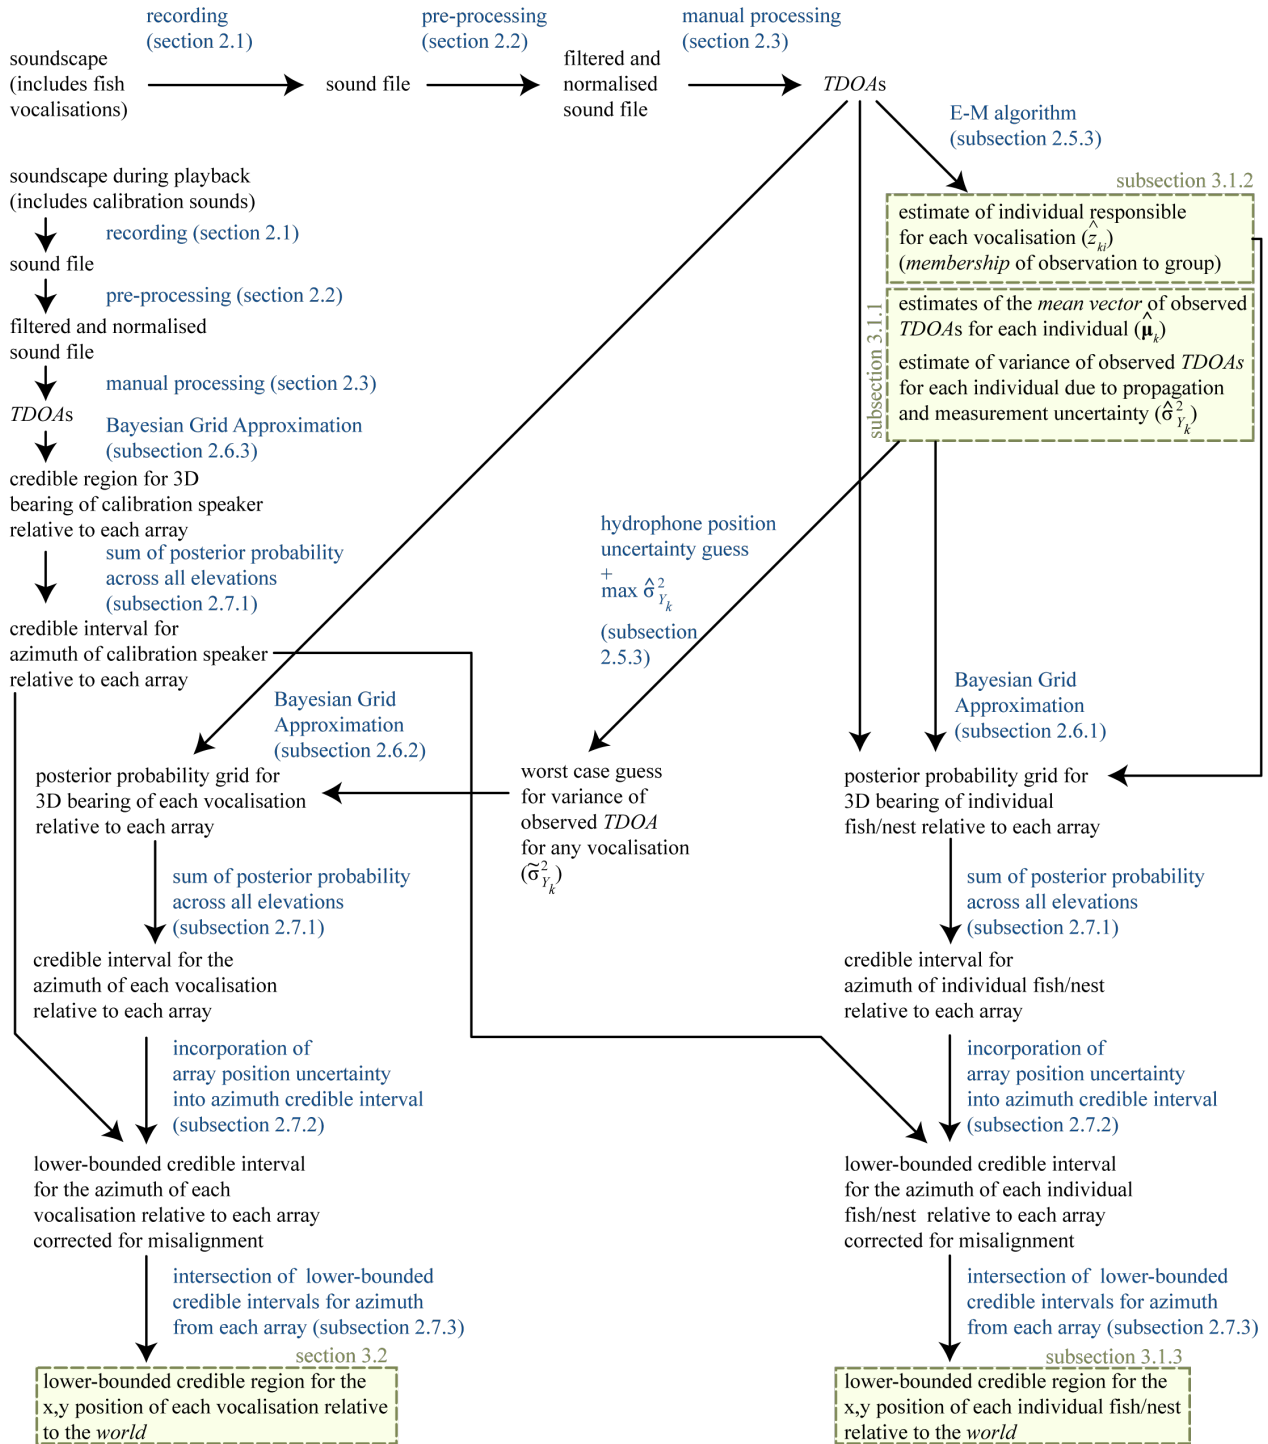 recording
(section 2.1)
pre-processing
(section 2.2)
manual processing
(section 2.3)
soundscape
(includes fish
vocalisations)
sound file
filtered and
normalised
sound file
TDOAs
E-M algorithm
(subsection 2.5.3)
soundscape during playback
(includes calibration sounds)
recording (section 2.1)
sound file
pre-processing (section 2.2)
filtered and normalised
sound file
manual processing (section 2.3)
TDOAs
Bayesian Grid Approximation
(subsection 2.6.3)
credible region for 3D
bearing of calibration speaker
relative to each array
sum of posterior probability
across all elevations
(subsection 2.7.1)
credible interval for
azimuth of calibration speaker
relative to each array
subsection 3.1.2
estimate of individual responsible
for each vocalisation (ẑ_ki)
(membership of observation to group)
subsection 3.1.1
estimates of the mean vector of observed
TDOAs for each individual (μ̂_k)
estimate of variance of observed TDOAs
for each individual due to propagation
and measurement uncertainty (σ̂²_Y_k)
hydrophone position
uncertainty guess
+
max σ̂²_Y_k
(subsection
2.5.3)
Bayesian Grid
Approximation
(subsection 2.6.2)
Bayesian Grid
Approximation
(subsection 2.6.1)
posterior probability grid for
3D bearing of each vocalisation
relative to each array
worst case guess
for variance of
observed TDOA
for any vocalisation
(σ̃²_Y_k)
posterior probability grid for
3D bearing of individual
fish/nest relative to each array
sum of posterior probability
across all elevations
(subsection 2.7.1)
sum of posterior probability
across all elevations
(subsection 2.7.1)
credible interval for the
azimuth of each vocalisation
relative to each array
credible interval for
azimuth of individual fish/nest
relative to each array
incorporation of
array position uncertainty
into azimuth credible interval
(subsection 2.7.2)
incorporation of
array position uncertainty
into azimuth credible interval
(subsection 2.7.2)
lower-bounded credible interval
for the azimuth of each
vocalisation relative to each array
corrected for misalignment
lower-bounded credible interval
for the azimuth of each individual
fish/nest relative to each array
corrected for misalignment
intersection of lower-bounded
credible intervals for azimuth
from each array (subsection 2.7.3)
intersection of lower-bounded
credible intervals for azimuth
from each array (subsection 2.7.3)
section 3.2
lower-bounded credible region for the
x,y position of each vocalisation relative
to the world
subsection 3.1.3
lower-bounded credible region for the
x,y position of each individual fish/nest
relative to the world